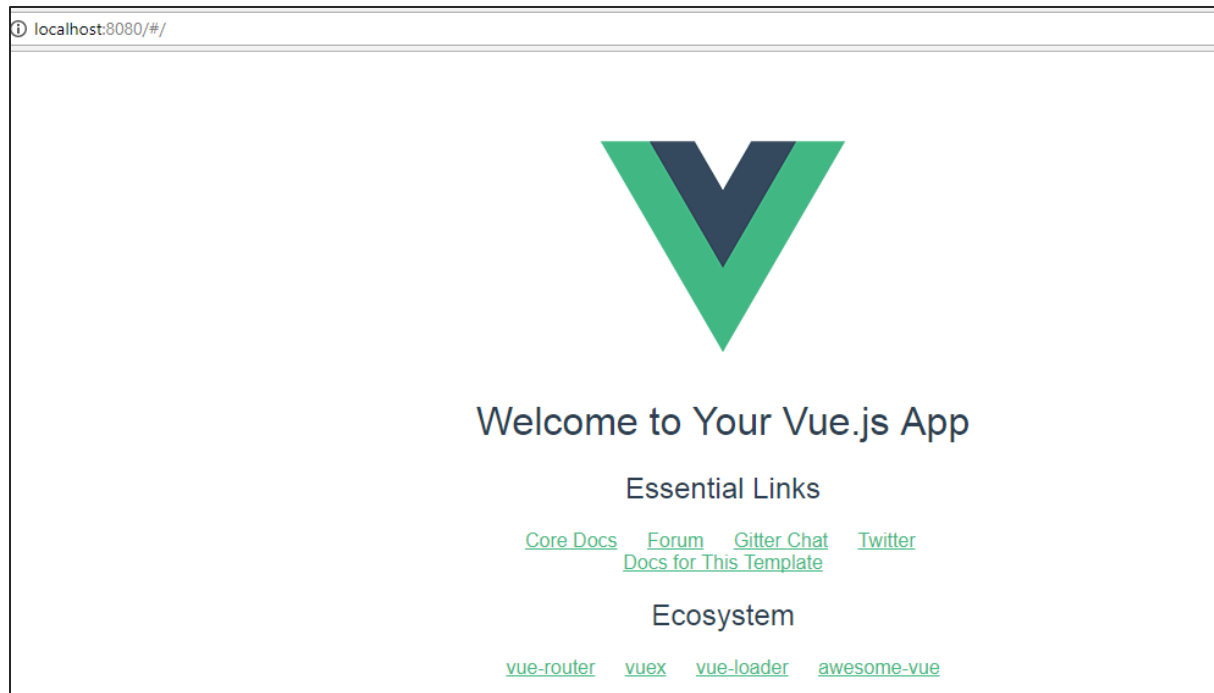 localhost:8080/#/
Welcome to Your Vue.js App
Essential Links
Core Docs Forum Gitter Chat Twitter
Docs for This Template
Ecosystem
vue-router vuex vue-loader awesome-vue